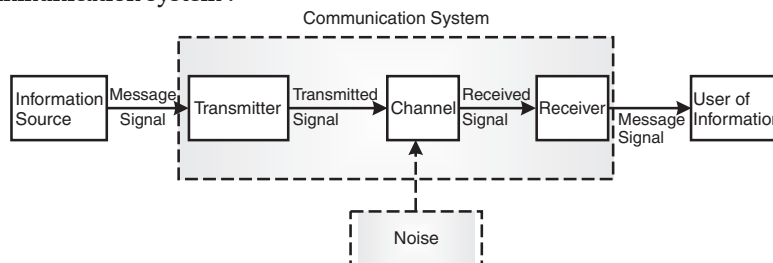 Communication System
Information
Source
Message
Signal
Transmitter
Transmitted
Signal
Channel
Received
Signal
Receiver
Message
Signal
User of
Information
Noise